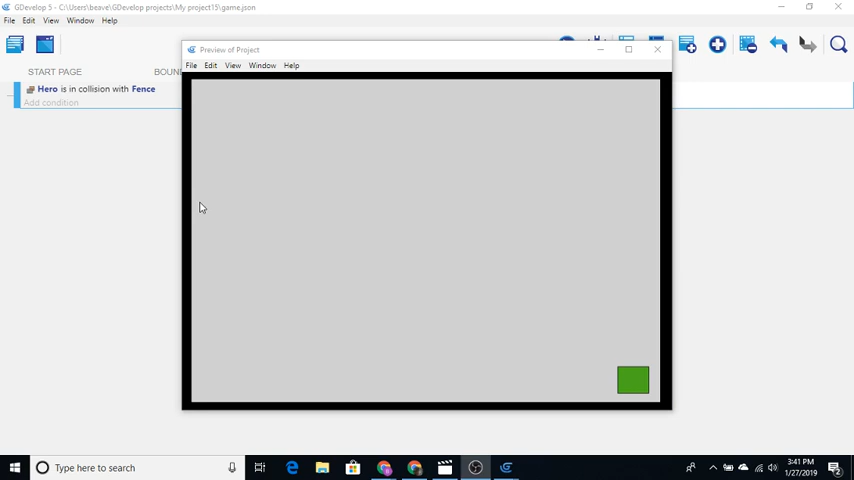 GDevelop 5 - C:\Users\beave\GDevelop projects\My project15\game.json
File Edit View Window Help
Preview of Project
File Edit View Window Help
START PAGE
BOUN
Hero is in collision with Fence
Add condition
Type here to search
3:41 PM
1/27/2019
2